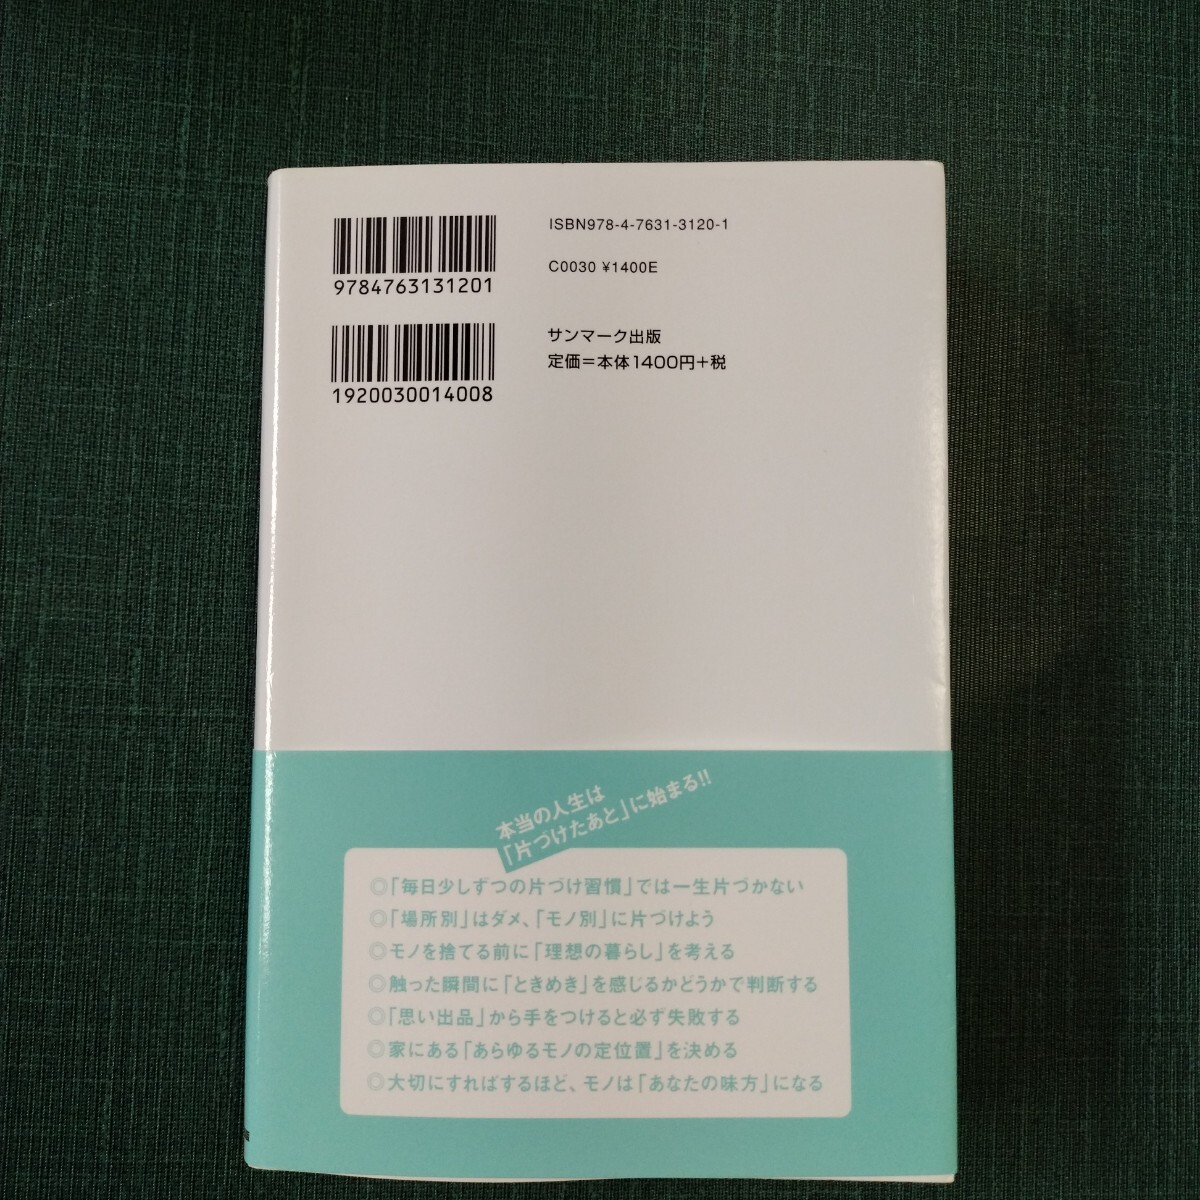 ISBN978-4-7631-3120-1
C0030 ¥1400E
9784763131201
サンマーク出版
定価＝本体1400円＋税
1920030014008
本当の人生は
「片づけたあと」に始まる!!
◎「毎日少しずつの片づけ習慣」では一生片づかない
◎「場所別」はダメ、「モノ別」に片づけよう
◎モノを捨てる前に「理想の暮らし」を考える
◎触った瞬間に「ときめき」を感じるかどうかで判断する
◎「思い出品」から手をつけると必ず失敗する
◎家にある「あらゆるモノの定位置」を決める
◎大切にすればするほど、モノは「あなたの味方」になる